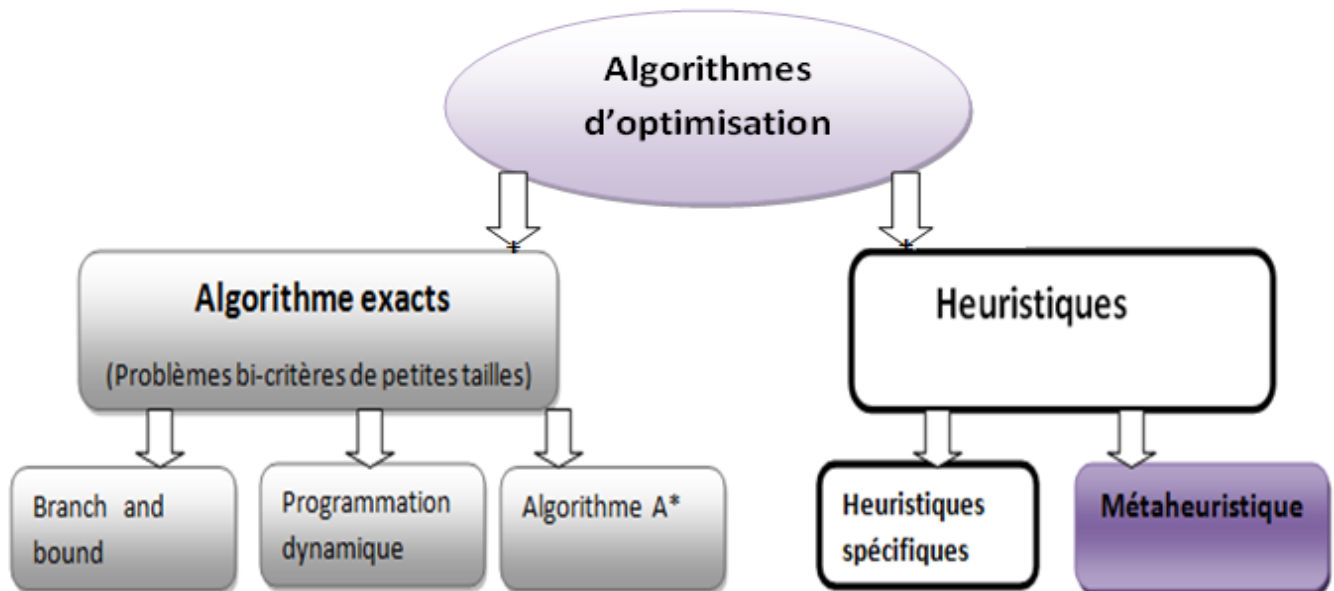 Algorithmes
d'optimisation
Algorithme exacts
(Problèmes bi-critères de petites tailles)
Heuristiques
Branch and
bound
Programmation
dynamique
Algorithme A*
Heuristiques
spécifiques
Métaheuristique